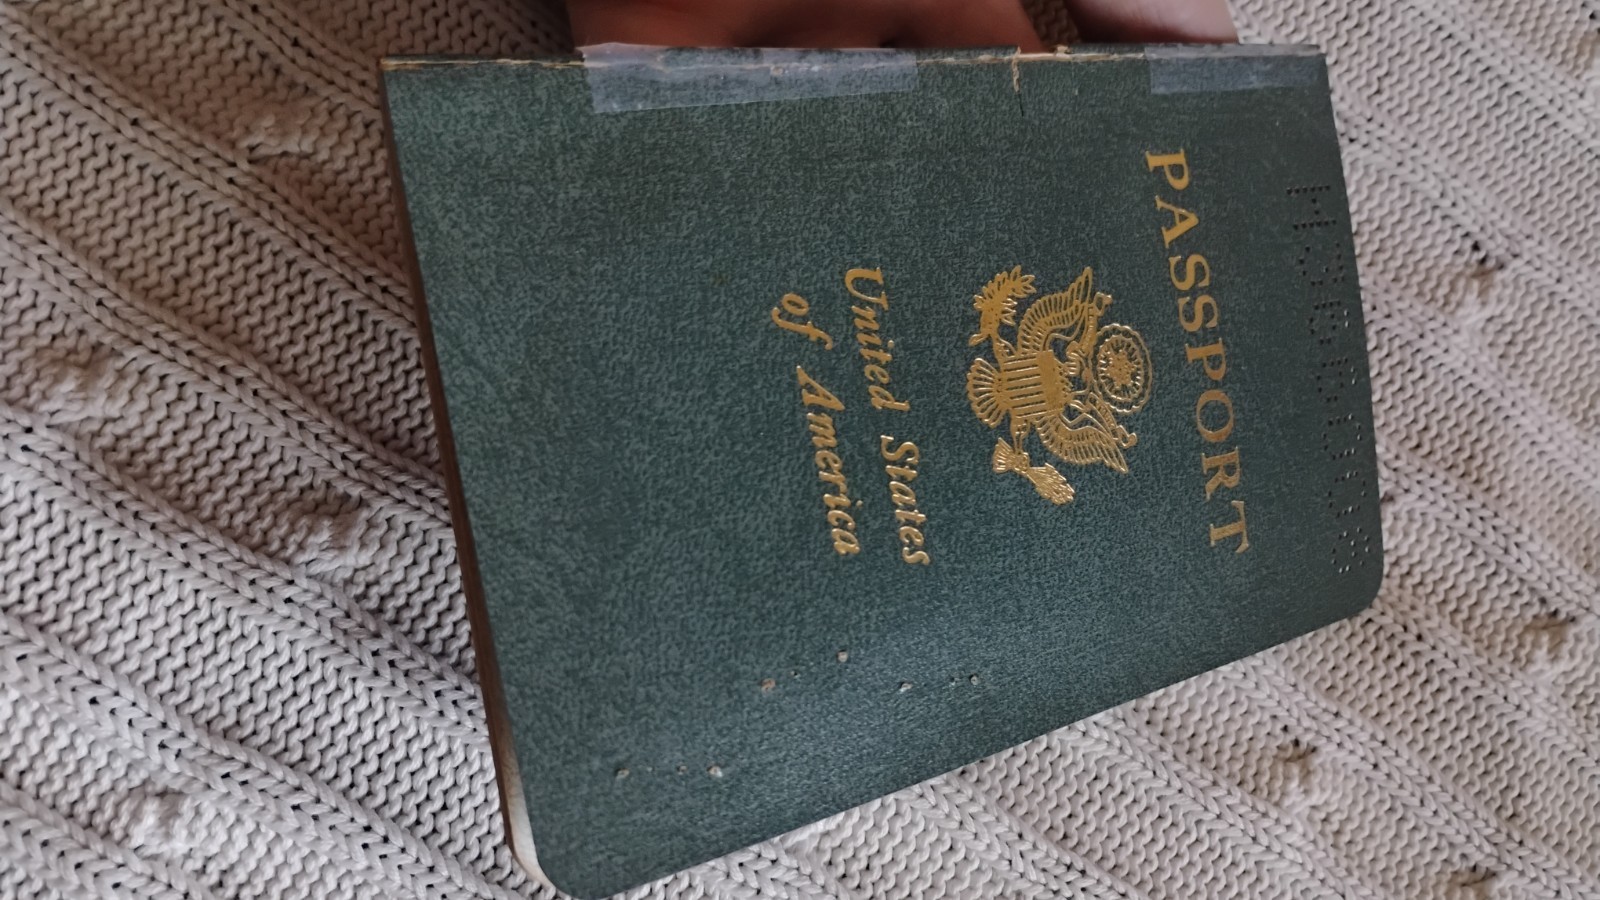 PASSPORT
United States
of America